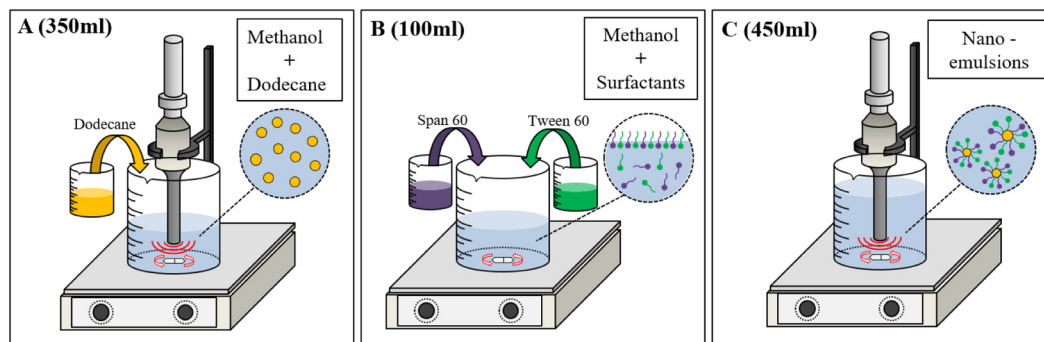 A (350ml)
Methanol
+
Dodecane
Dodecane
B (100ml)
Methanol
+
Surfactants
Span 60
Tween 60
C (450ml)
Nano -
emulsions